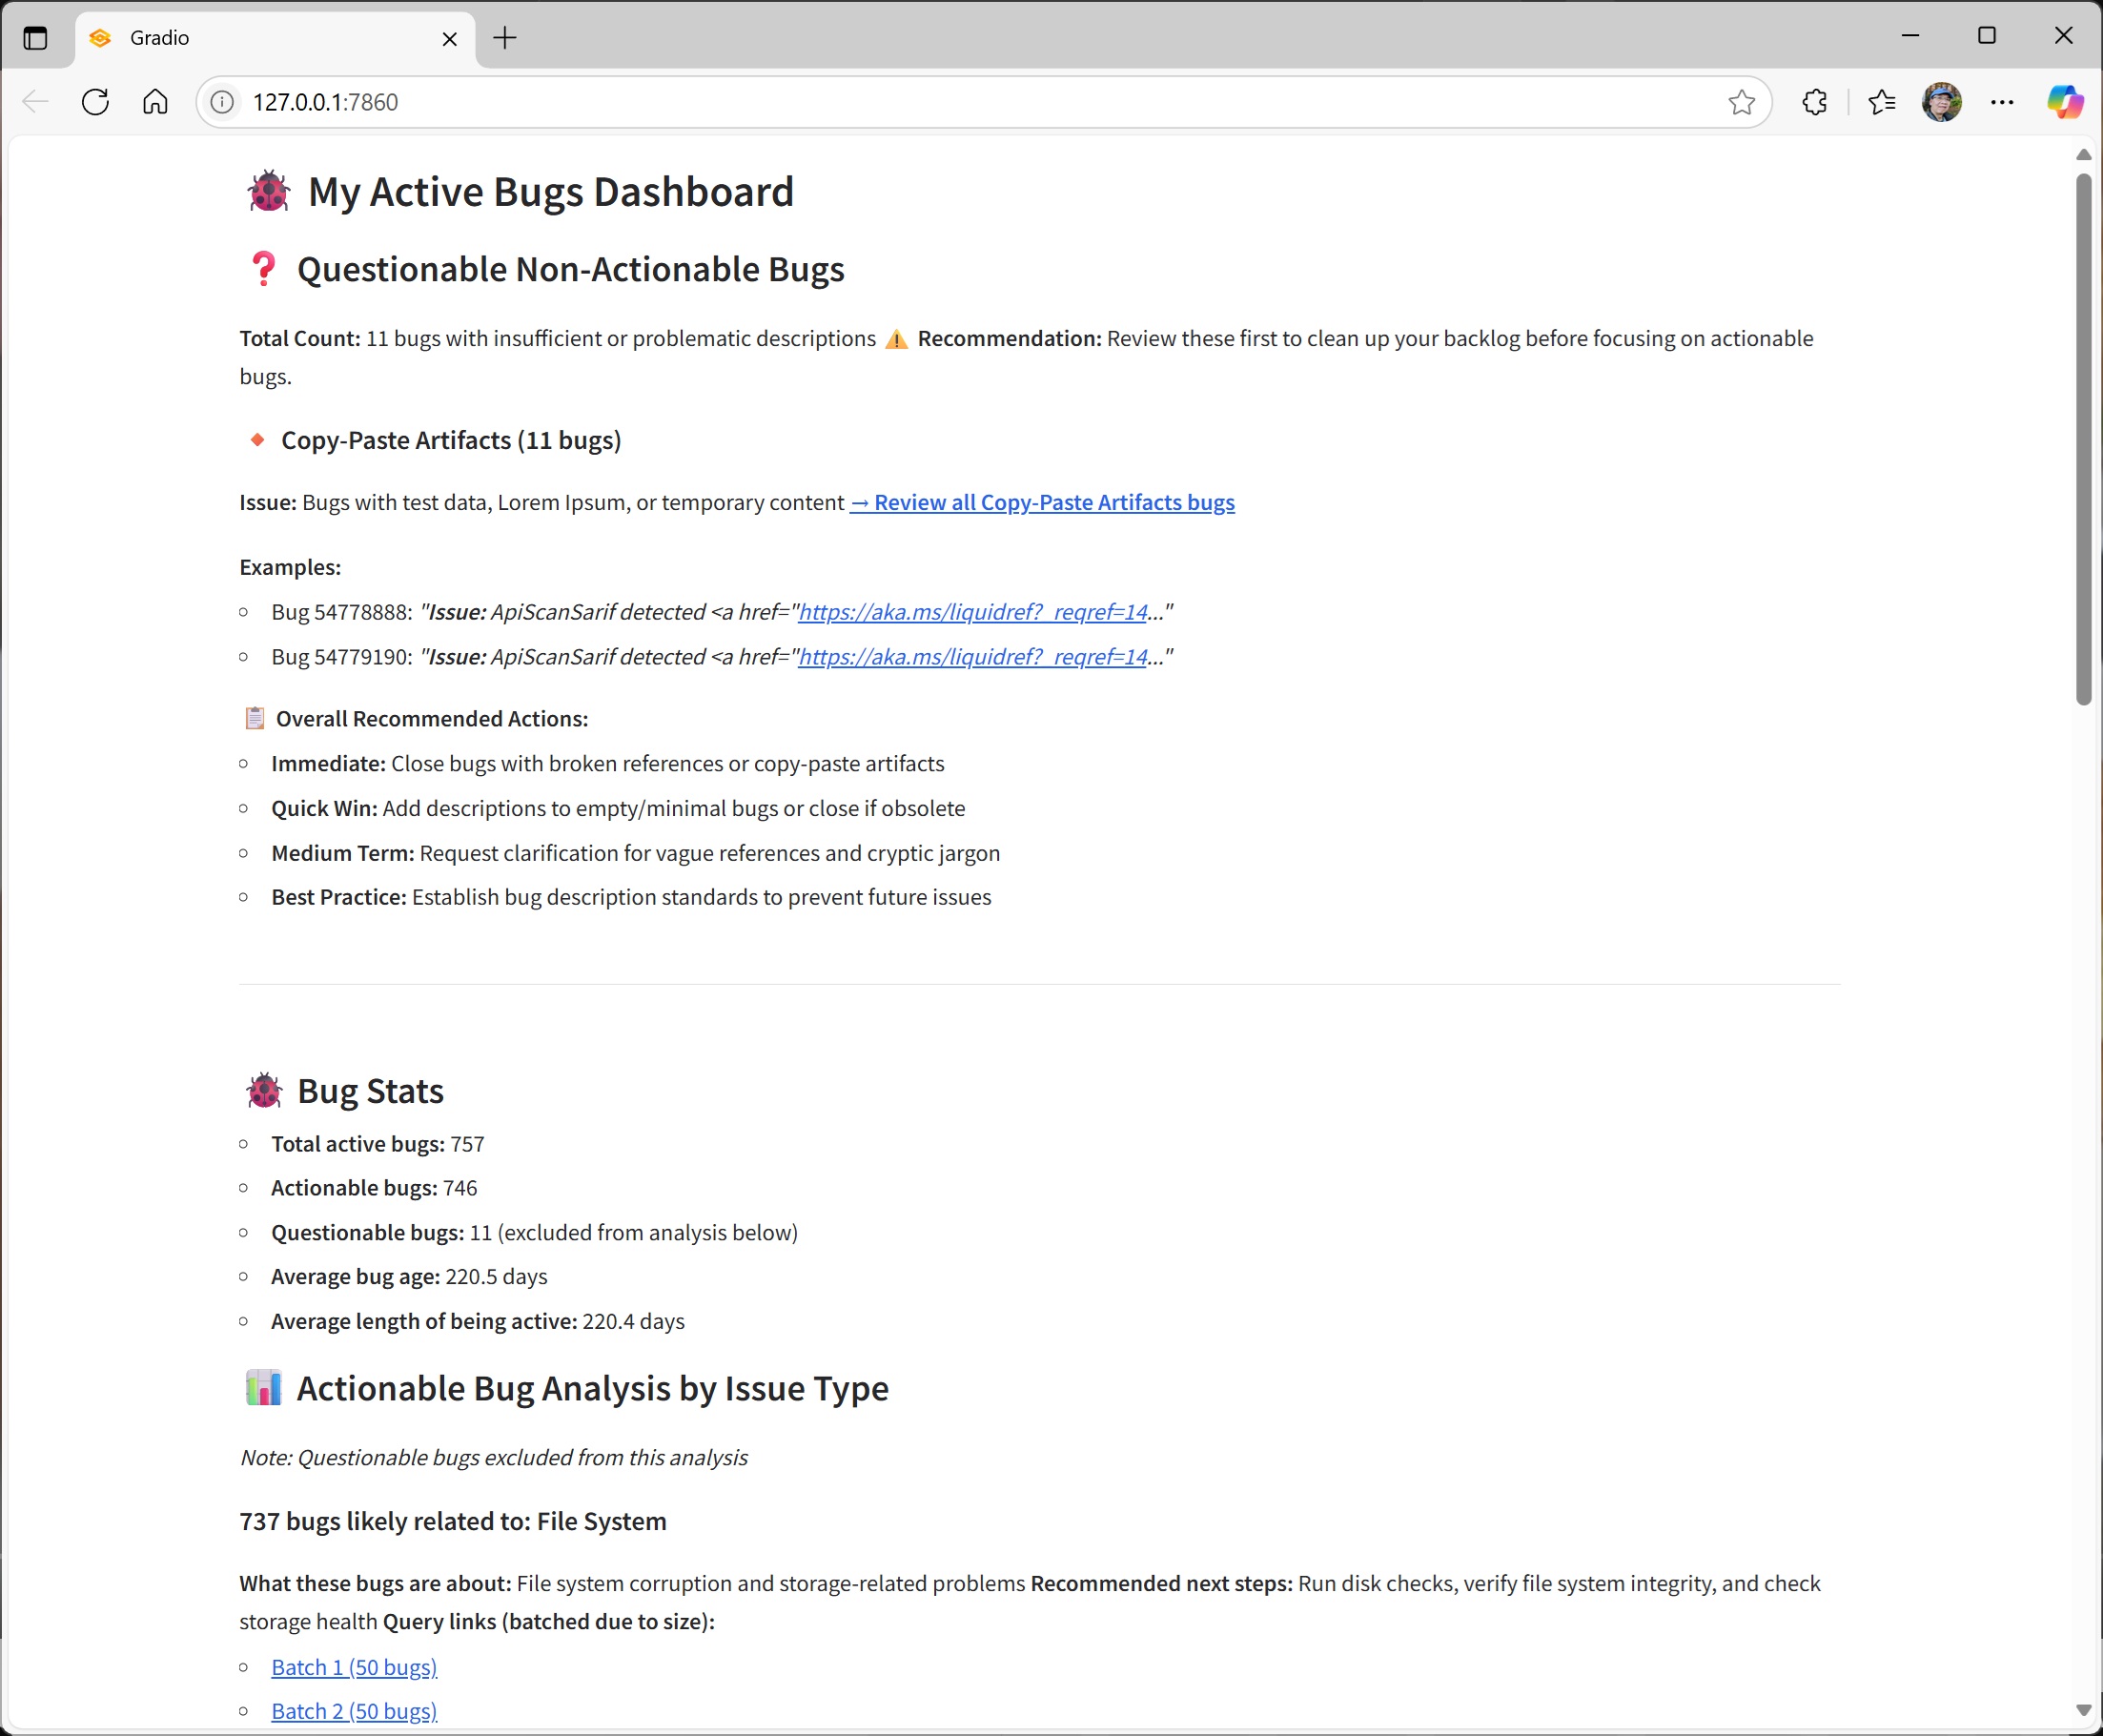 Gradio
127.0.0.1:7860
My Active Bugs Dashboard
Questionable Non-Actionable Bugs
Total Count: 11 bugs with insufficient or problematic descriptions ⚠️ Recommendation: Review these first to clean up your backlog before focusing on actionable
bugs.
Copy-Paste Artifacts (11 bugs)
Issue: Bugs with test data, Lorem Ipsum, or temporary content → Review all Copy-Paste Artifacts bugs
Examples:
Bug 54778888: "Issue: ApiScanSarif detected <a href="https://aka.ms/liquidref?_reqref=14..."
Bug 54779190: "Issue: ApiScanSarif detected <a href="https://aka.ms/liquidref?_reqref=14..."
Overall Recommended Actions:
Immediate: Close bugs with broken references or copy-paste artifacts
Quick Win: Add descriptions to empty/minimal bugs or close if obsolete
Medium Term: Request clarification for vague references and cryptic jargon
Best Practice: Establish bug description standards to prevent future issues
Bug Stats
Total active bugs: 757
Actionable bugs: 746
Questionable bugs: 11 (excluded from analysis below)
Average bug age: 220.5 days
Average length of being active: 220.4 days
Actionable Bug Analysis by Issue Type
Note: Questionable bugs excluded from this analysis
737 bugs likely related to: File System
What these bugs are about: File system corruption and storage-related problems Recommended next steps: Run disk checks, verify file system integrity, and check
storage health Query links (batched due to size):
Batch 1 (50 bugs)
Batch 2 (50 bugs)